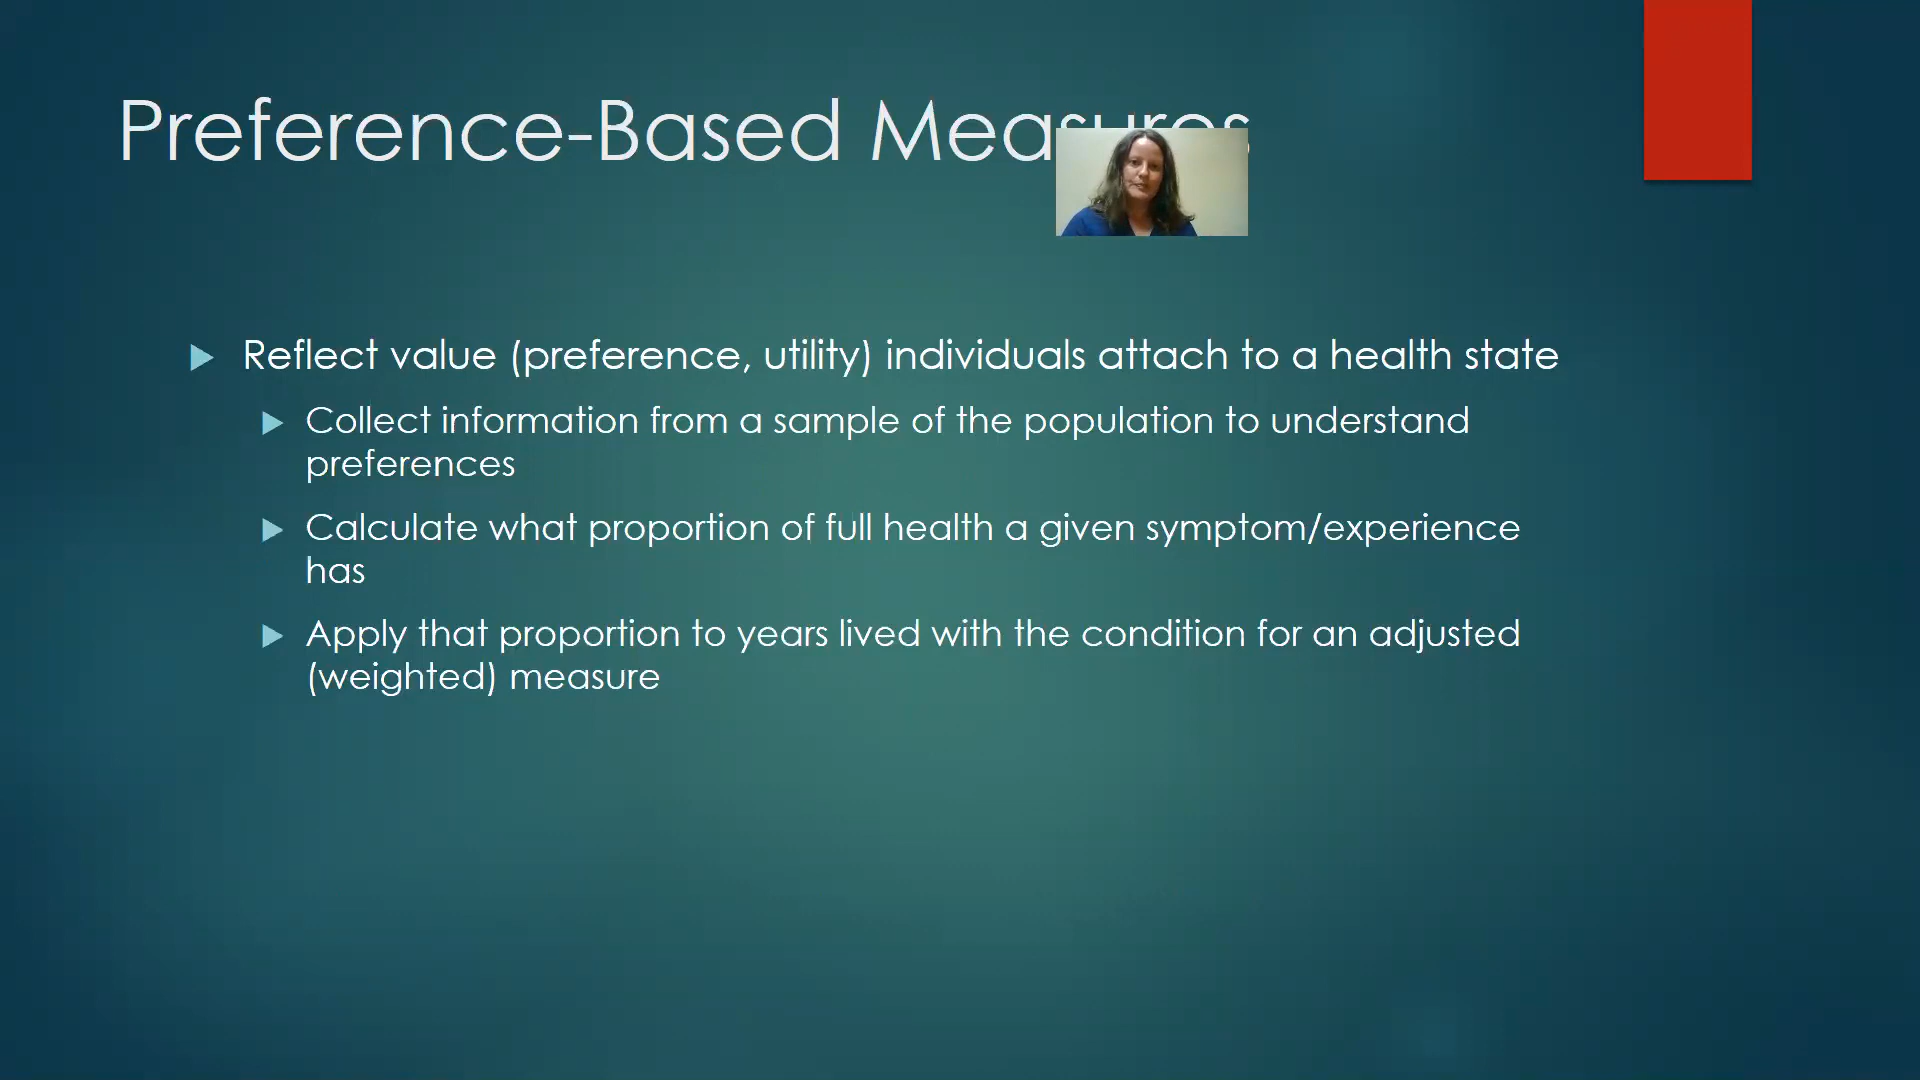 Preference-Based Measures
Reflect value (preference, utility) individuals attach to a health state
Collect information from a sample of the population to understand
preferences
Calculate what proportion of full health a given symptom/experience
has
Apply that proportion to years lived with the condition for an adjusted
(weighted) measure